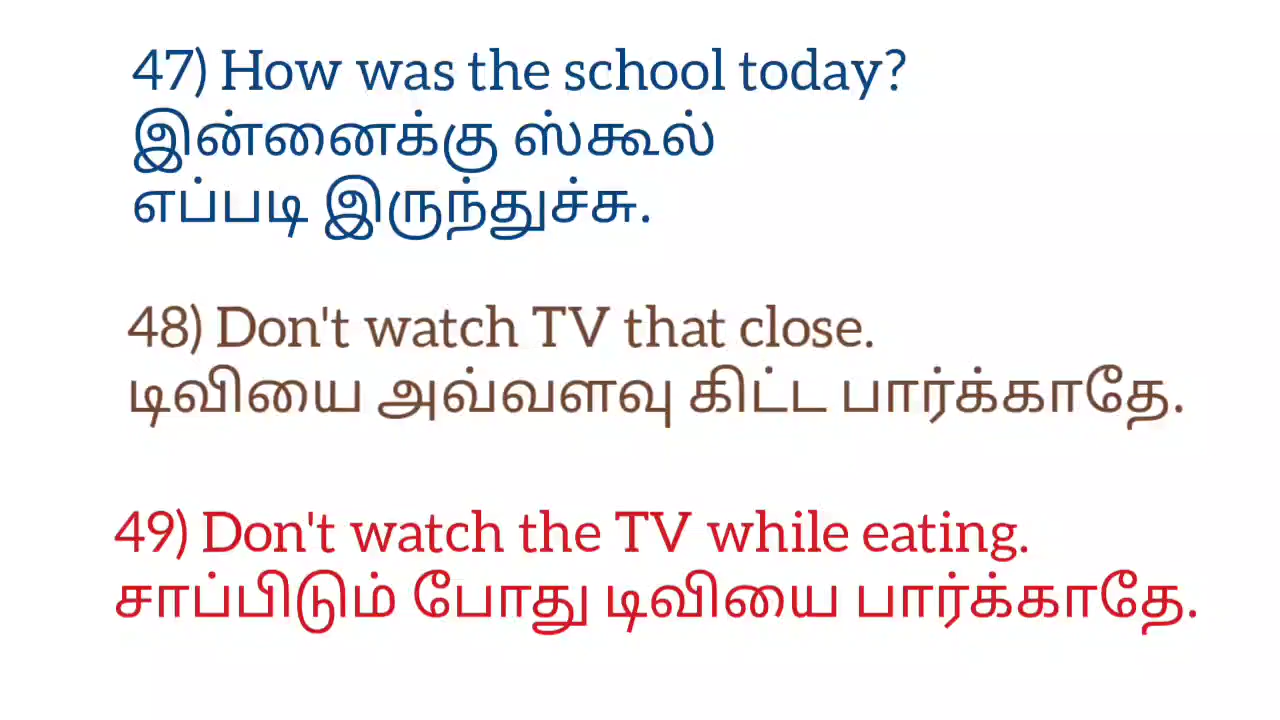 47) How was the school today?
இன்னைக்கு ஸ்கூல்
எப்படி இருந்துச்சு.
48) Don't watch TV that close.
டிவியை அவ்வளவு கிட்ட பார்க்காதே.
49) Don't watch the TV while eating.
சாப்பிடும் போது டிவியை பார்க்காதே.